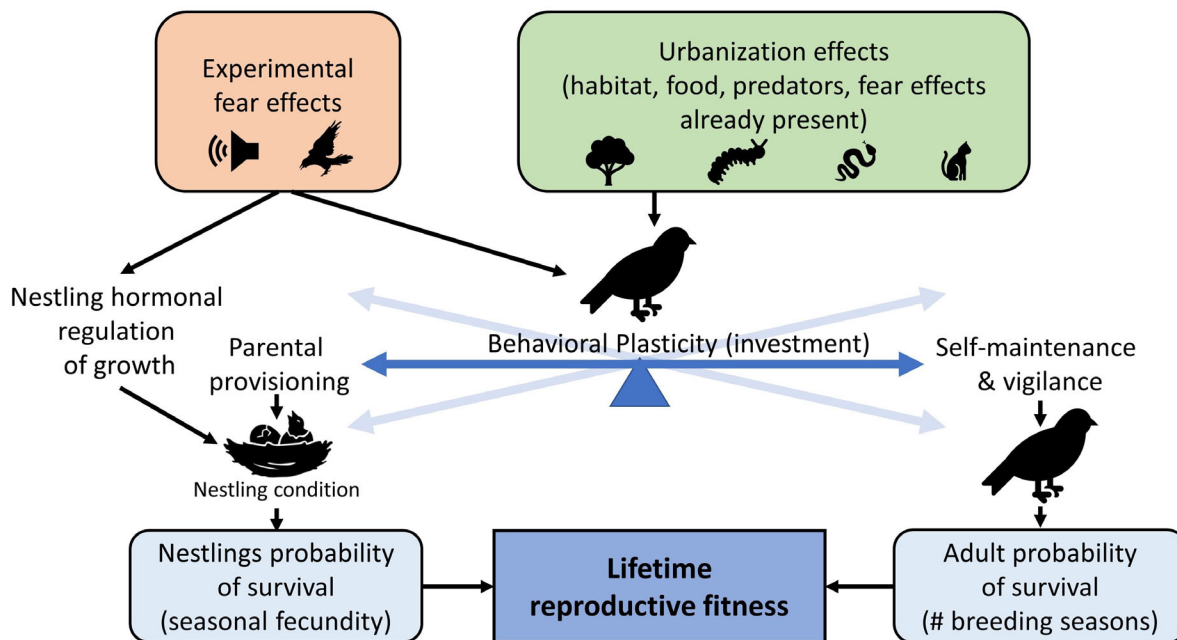 Experimental
fear effects
Urbanization effects
(habitat, food, predators, fear effects
already present)
Nestling hormonal
regulation
of growth
Parental
provisioning
Behavioral Plasticity (investment)
Self-maintenance
& vigilance
Nestling condition
Nestlings probability
of survival
(seasonal fecundity)
Lifetime
reproductive fitness
Adult probability
of survival
(# breeding seasons)